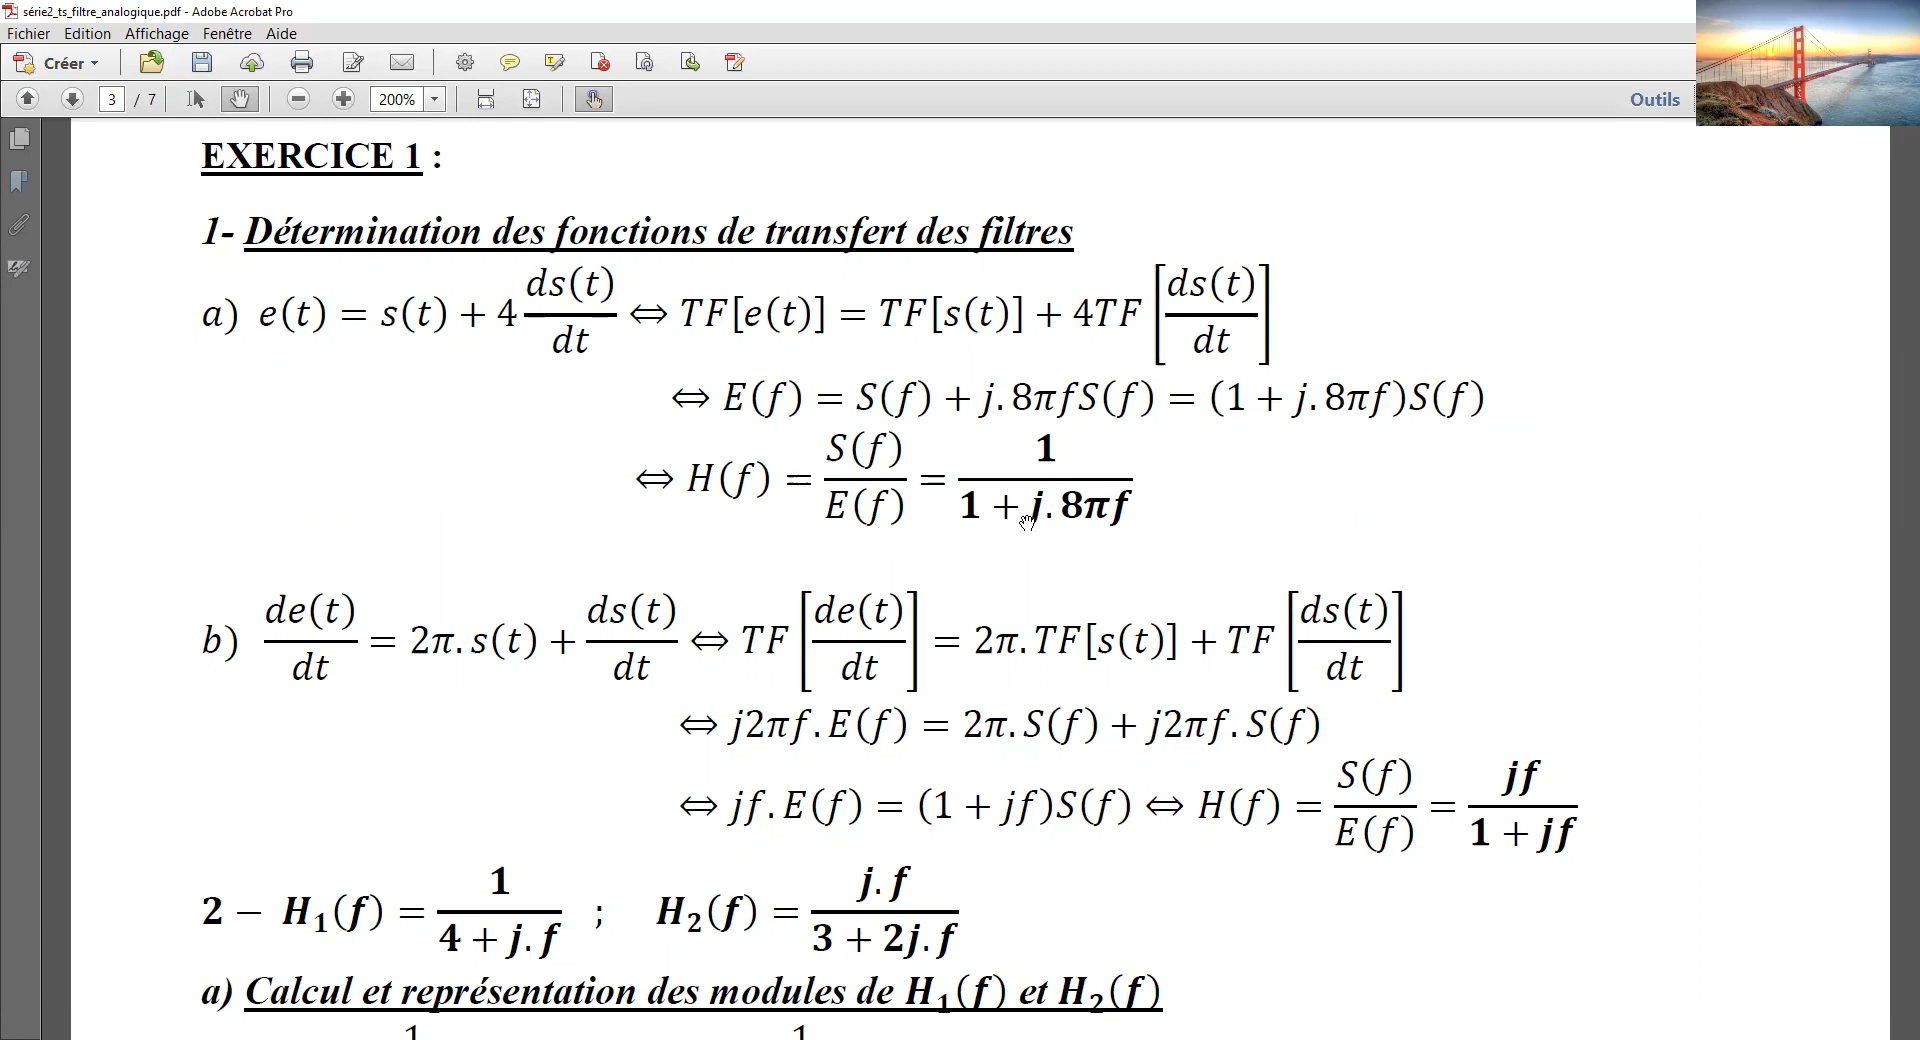 série2_ts_filtre_analogique.pdf - Adobe Acrobat Pro
Fichier Edition Affichage Fenêtre Aide
Créer
3 / 7 200% Outils
EXERCICE 1 :
1- Détermination des fonctions de transfert des filtres
a) e(t) = s(t) + 4 ds(t)/dt ⇔ TF[e(t)] = TF[s(t)] + 4TF[ds(t)/dt]
⇔ E(f) = S(f) + j.8πfS(f) = (1 + j.8πf)S(f)
⇔ H(f) = S(f)/E(f) = 1/(1 + j.8πf)
b) de(t)/dt = 2π.s(t) + ds(t)/dt ⇔ TF[de(t)/dt] = 2π.TF[s(t)] + TF[ds(t)/dt]
⇔ j2πf.E(f) = 2π.S(f) + j2πf.S(f)
⇔ jf.E(f) = (1 + jf)S(f) ⇔ H(f) = S(f)/E(f) = jf/(1 + jf)
2 − H₁(f) = 1/(4 + j.f) ; H₂(f) = j.f/(3 + 2j.f)
a) Calcul et représentation des modules de H₁(f) et H₂(f)
1 1